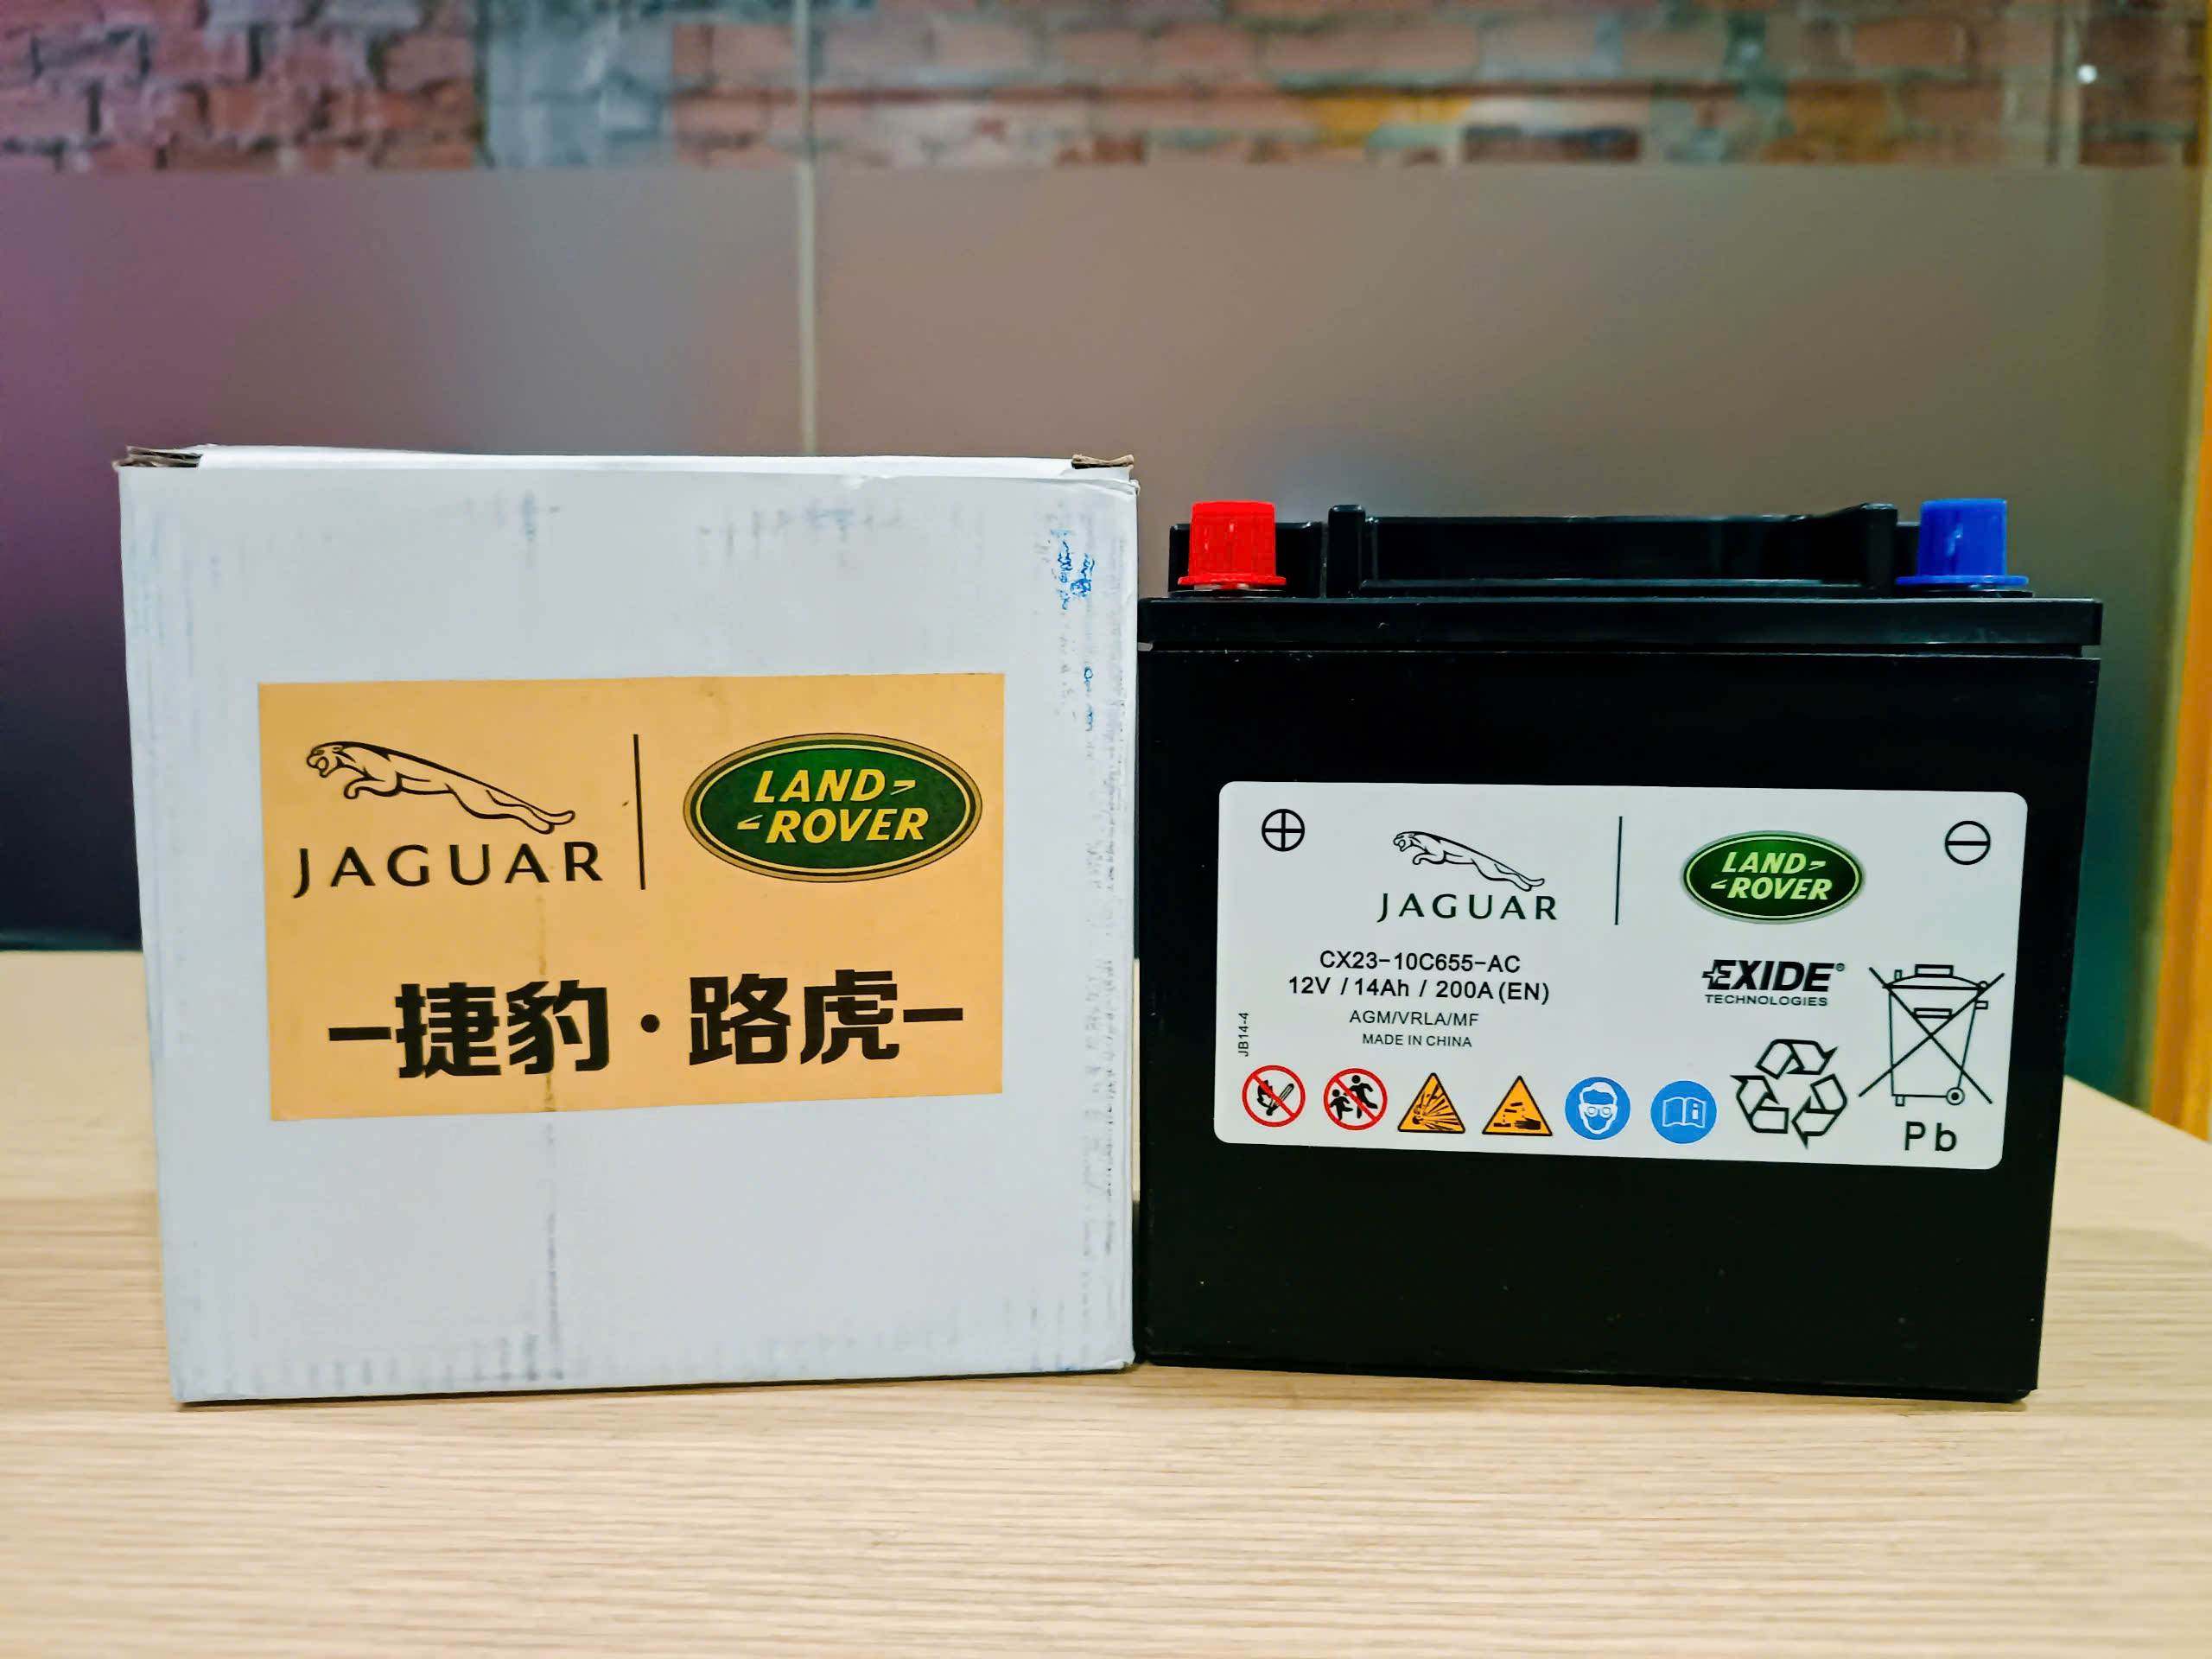 JAGUAR
LAND
ROVER
-捷豹·路虎-
JAGUAR
LAND
ROVER
CX23-10C655-AC
12V / 14Ah / 200A (EN)
AGM/VRLA/MF
MADE IN CHINA
JB14-4
EXIDE®
TECHNOLOGIES
Pb